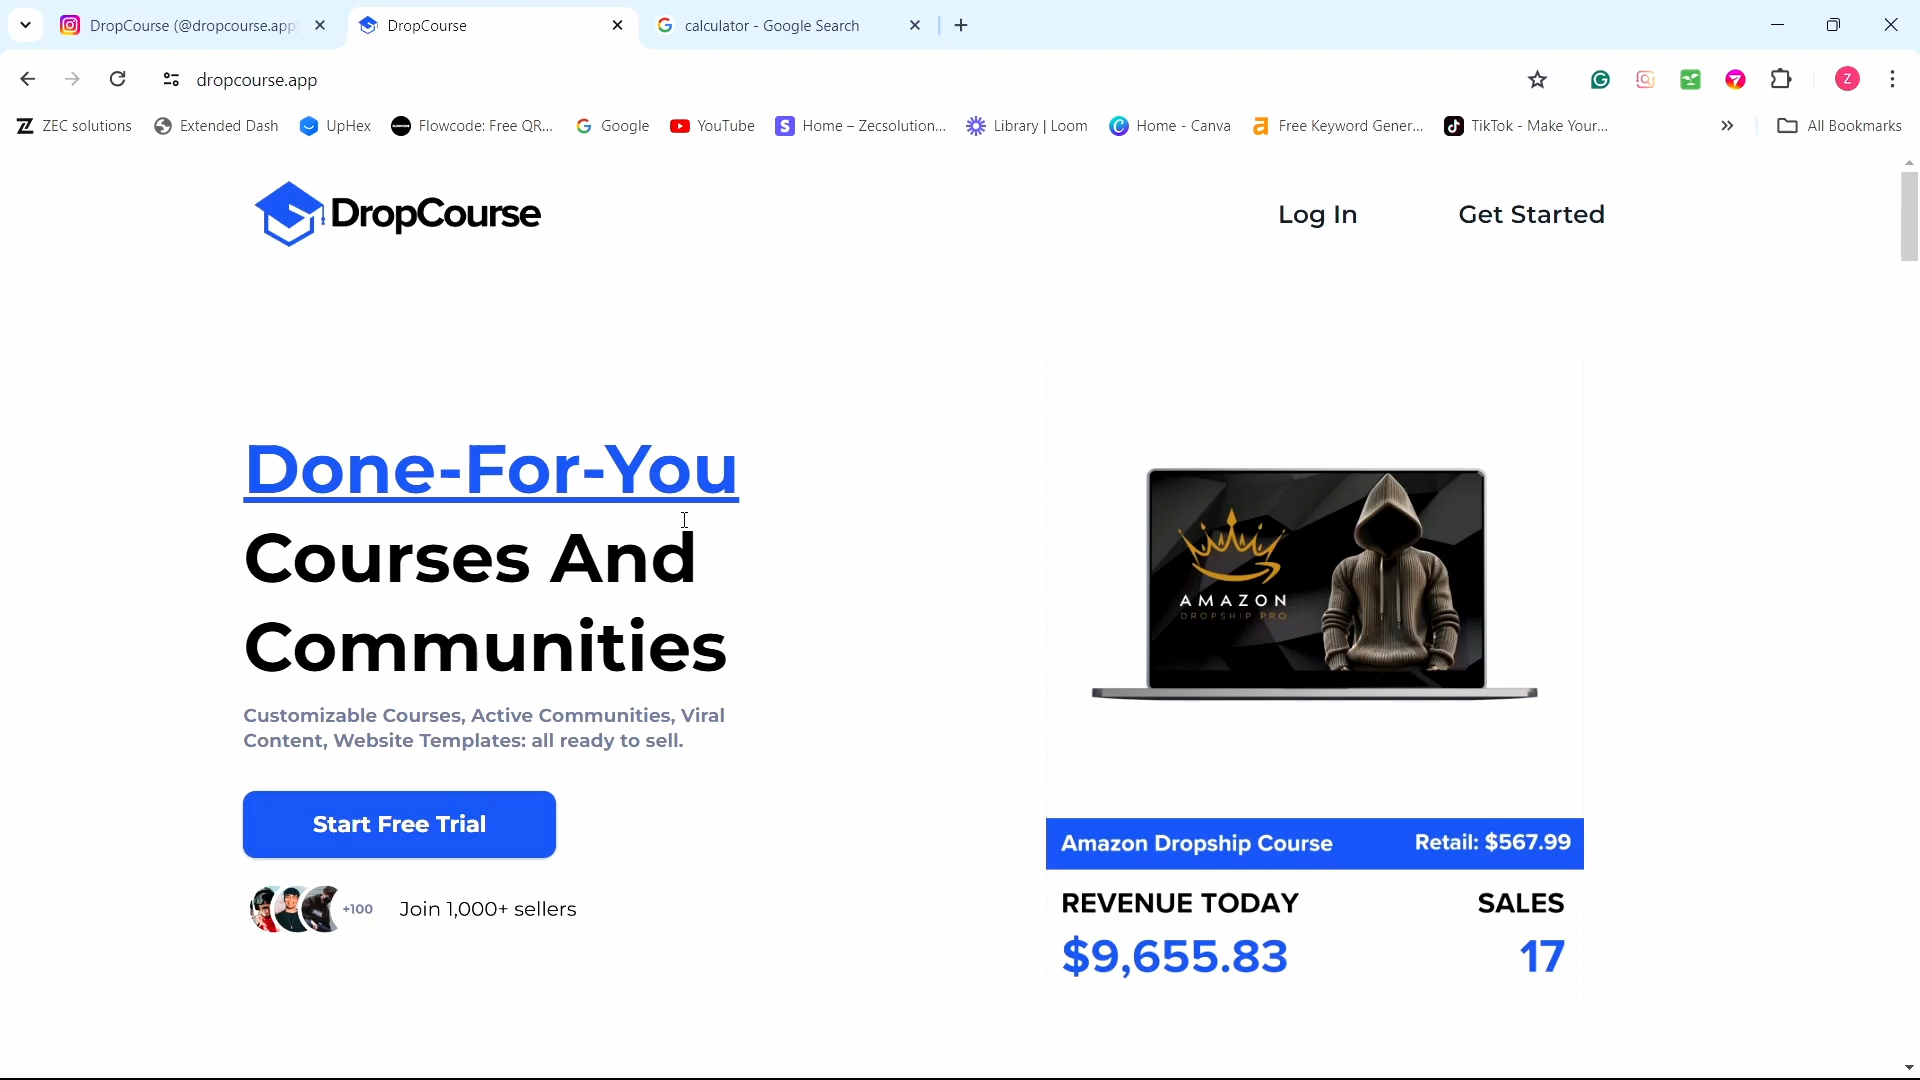 DropCourse (@dropcourse.app
DropCourse
calculator - Google Search
dropcourse.app
Z
ZEC solutions
Extended Dash
UpHex
Flowcode: Free QR...
Google
YouTube
Home – Zecsolution...
Library | Loom
Home - Canva
Free Keyword Gener...
TikTok - Make Your...
All Bookmarks
DropCourse
Log In
Get Started
Done-For-You
Courses And
Communities
Customizable Courses, Active Communities, Viral
Content, Website Templates: all ready to sell.
Start Free Trial
+100
Join 1,000+ sellers
AMAZON
DROPSHIP PRO
Amazon Dropship Course
Retail: $567.99
REVENUE TODAY
SALES
$9,655.83
17